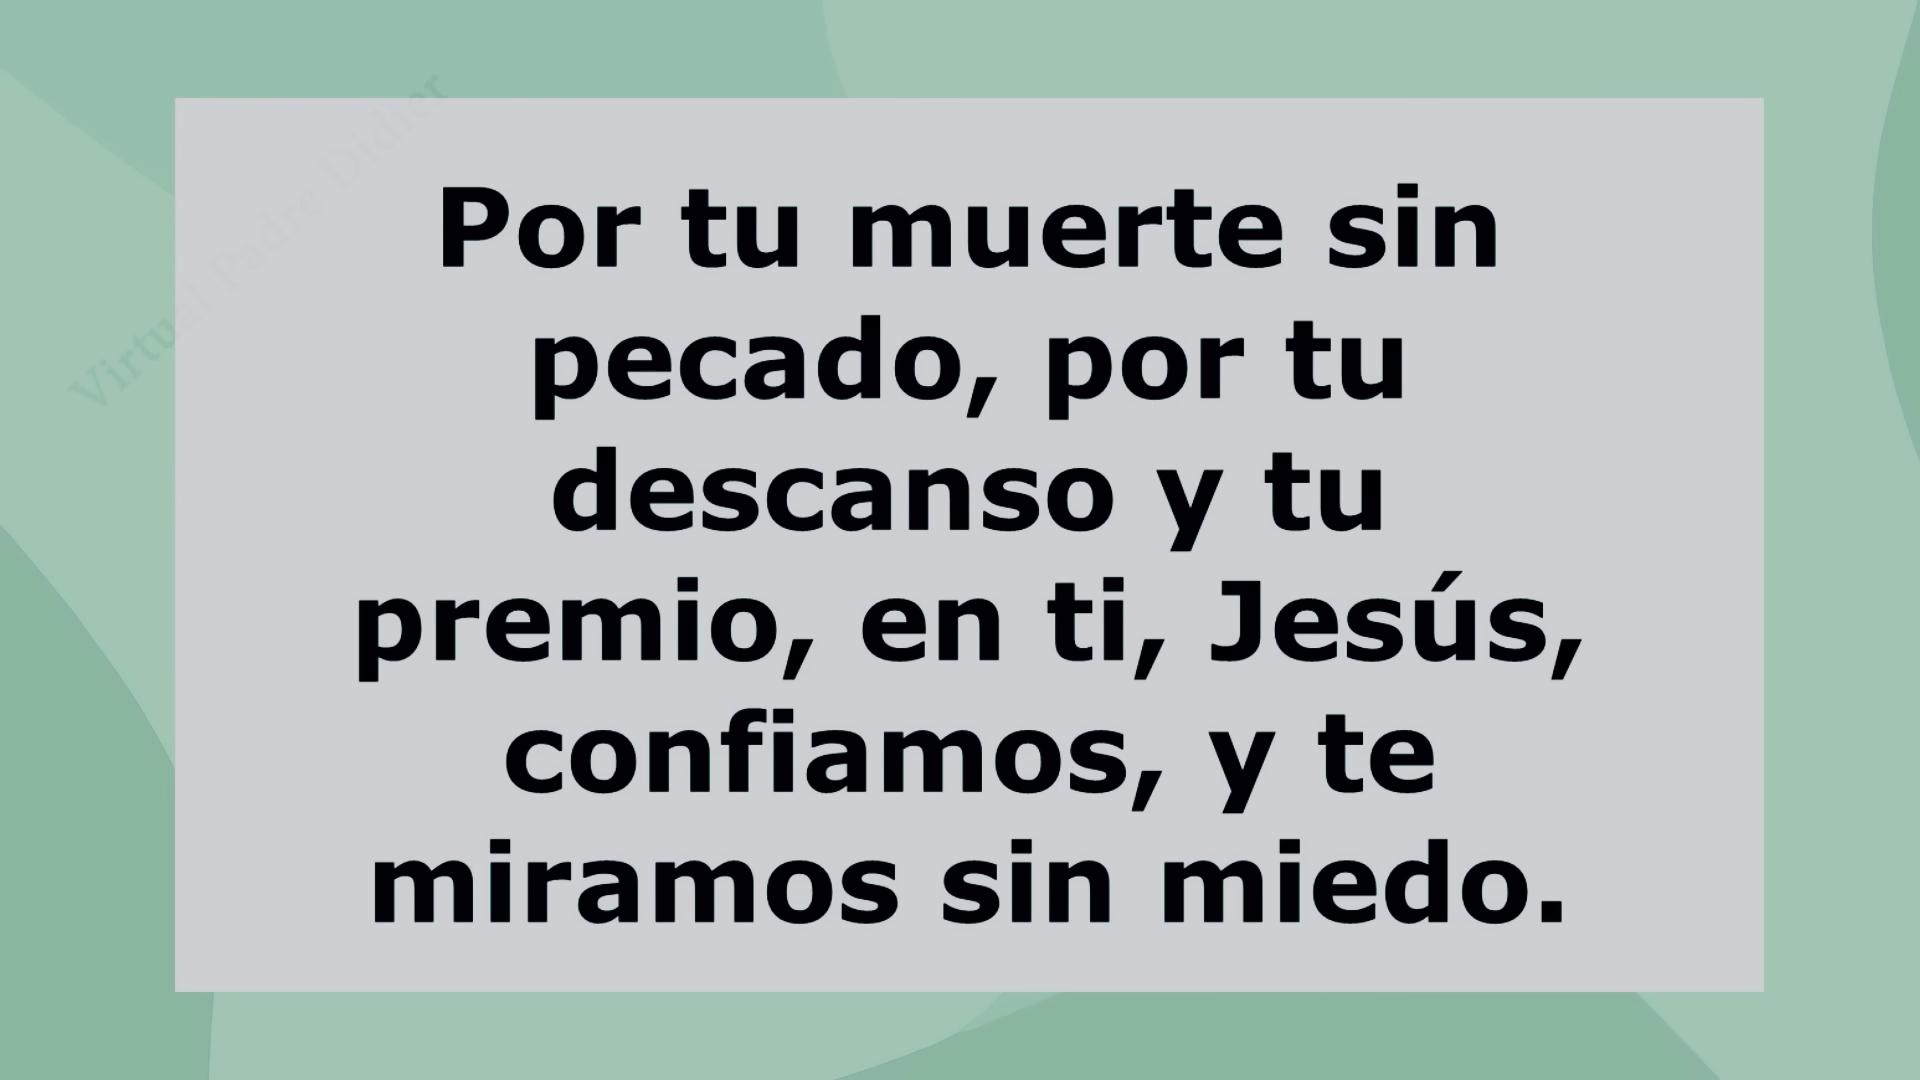 Virtual Padre Didier
Por tu muerte sin
pecado, por tu
descanso y tu
premio, en ti, Jesús,
confiamos, y te
miramos sin miedo.